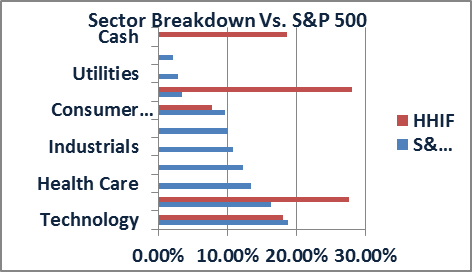 Sector Breakdown Vs. S&P 500
Cash
Utilities
Consumer...
Industrials
Health Care
Technology
HHIF
S&...
0.00% 10.00% 20.00% 30.00%